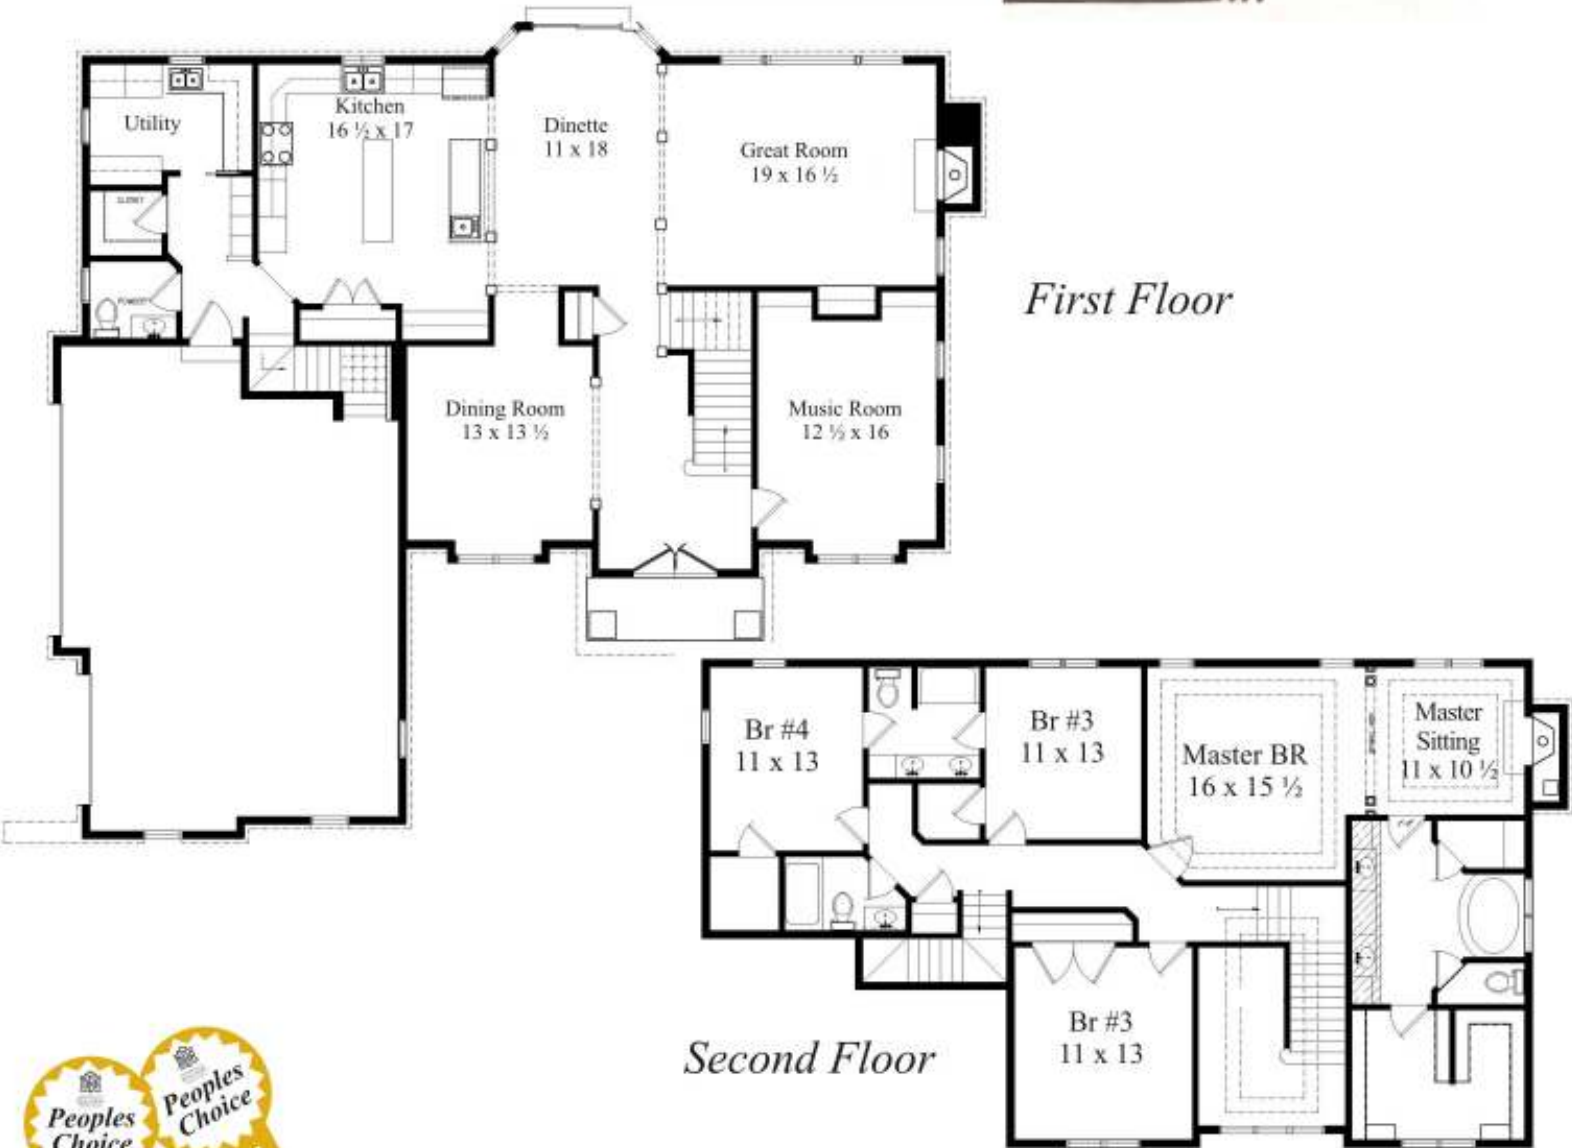 Utility
Kitchen
16 ½ x 17
Dinette
11 x 18
Great Room
19 x 16 ½
CLOSET
POWDER
First Floor
Dining Room
13 x 13 ½
Music Room
12 ½ x 16
Br #4
11 x 13
Br #3
11 x 13
Master BR
16 x 15 ½
Master
Sitting
11 x 10 ½
Br #3
11 x 13
Second Floor
Peoples
Choice
Peoples
Choice